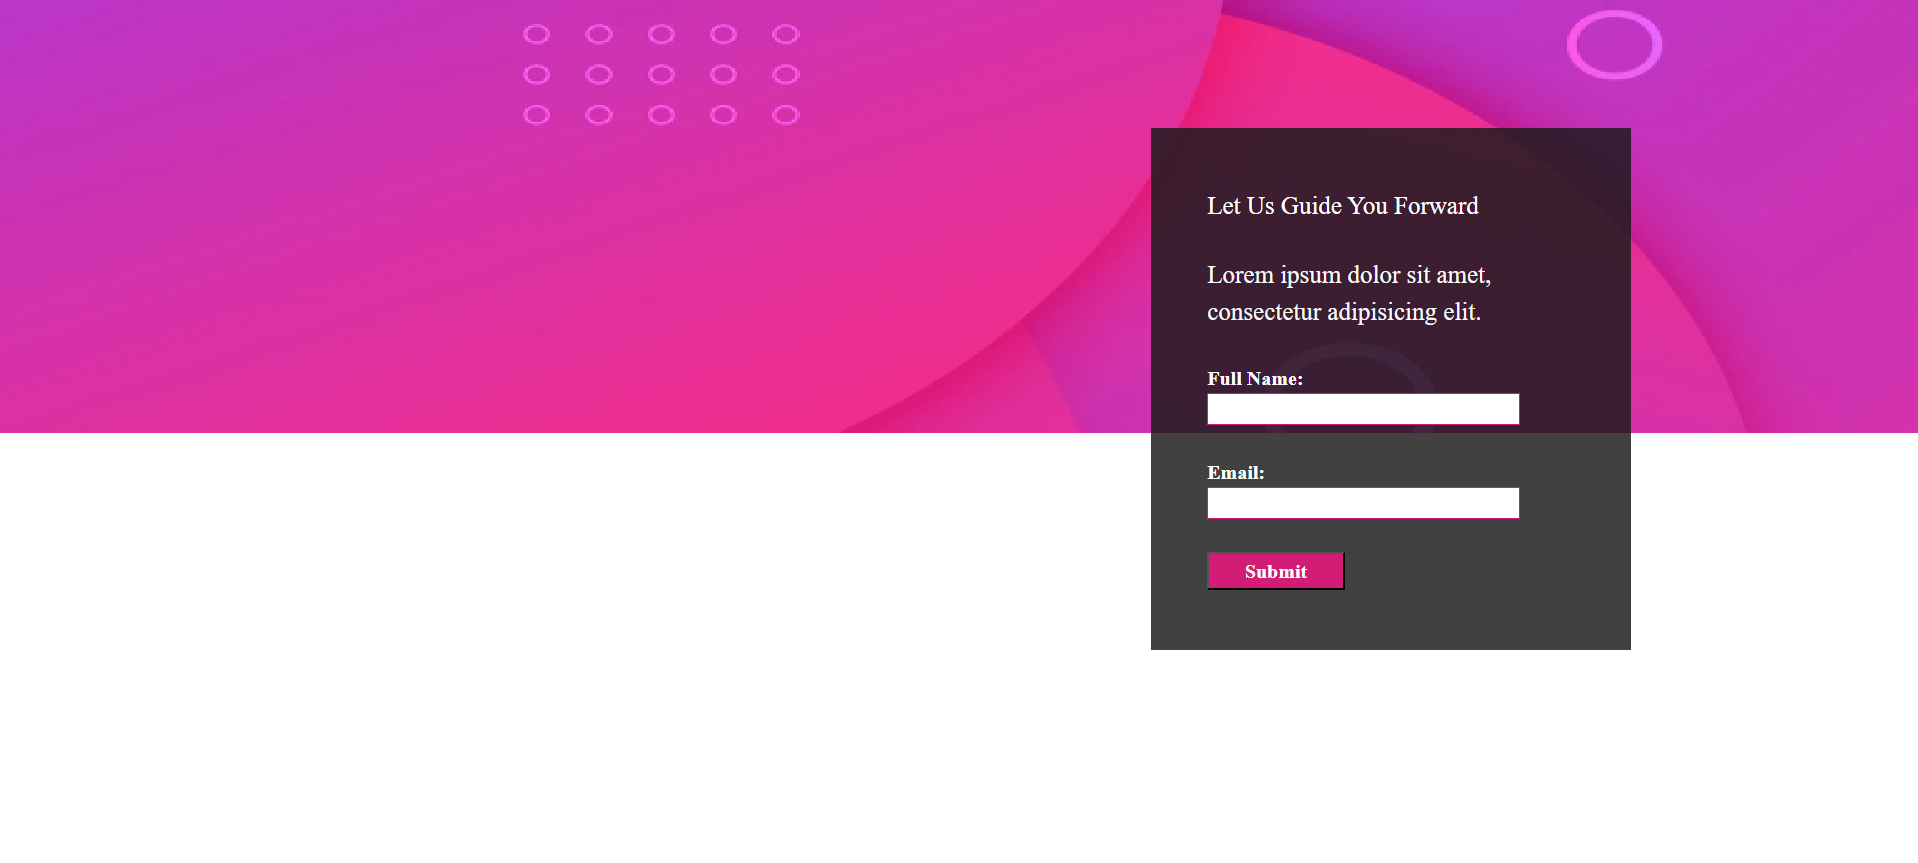 Let Us Guide You Forward
Lorem ipsum dolor sit amet,
consectetur adipisicing elit.
Full Name:
Email:
Submit